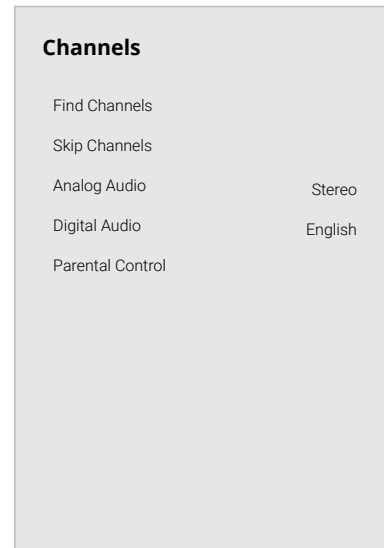 Channels
Find Channels
Skip Channels
Analog Audio Stereo
Digital Audio English
Parental Control